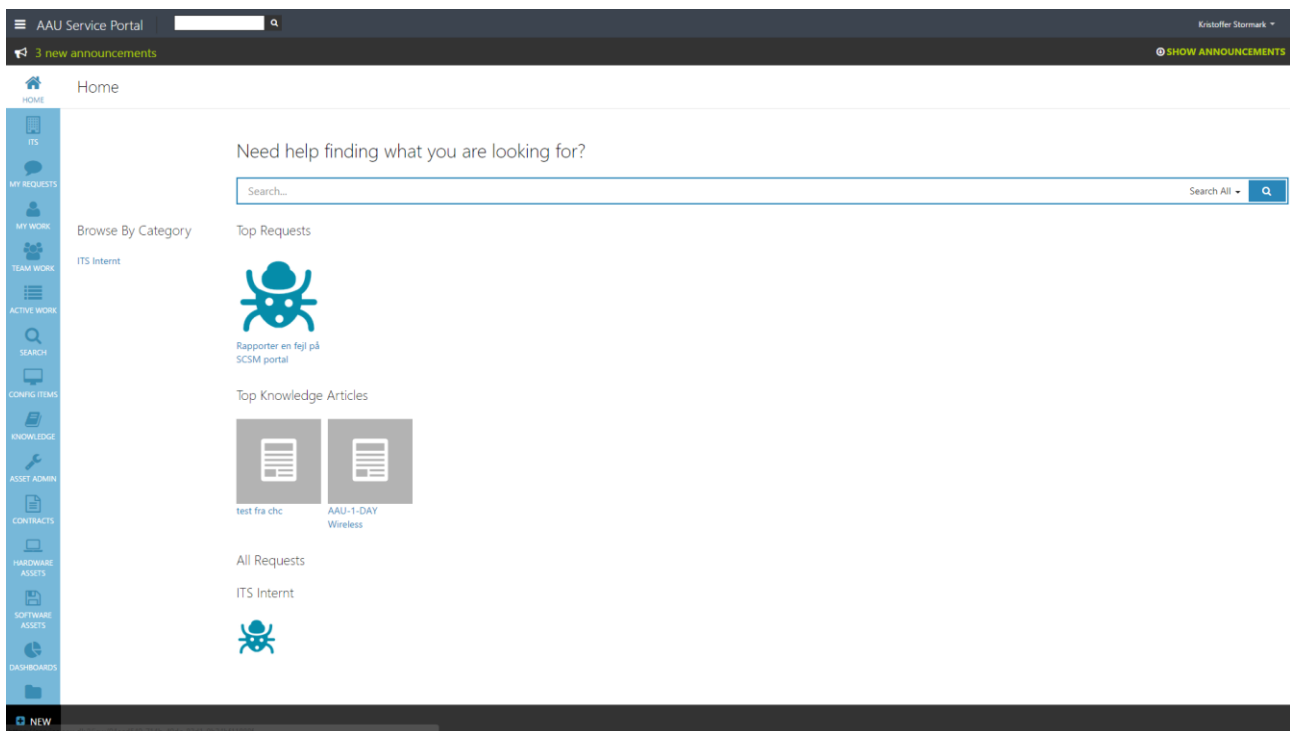 AAU Service Portal
Kristoffer Stormark
3 new announcements
SHOW ANNOUNCEMENTS
HOME
Home
ITS
MY REQUESTS
MY WORK
TEAM WORK
ACTIVE WORK
SEARCH
CONFIG ITEMS
KNOWLEDGE
ASSET ADMIN
CONTRACTS
HARDWARE
ASSETS
SOFTWARE
ASSETS
DASHBOARDS
NEW
Need help finding what you are looking for?
Search...
Search All
Browse By Category
ITS Internt
Top Requests
Rapporter en fejl på
SCSM portal
Top Knowledge Articles
test fra chc
AAU-1-DAY
Wireless
All Requests
ITS Internt